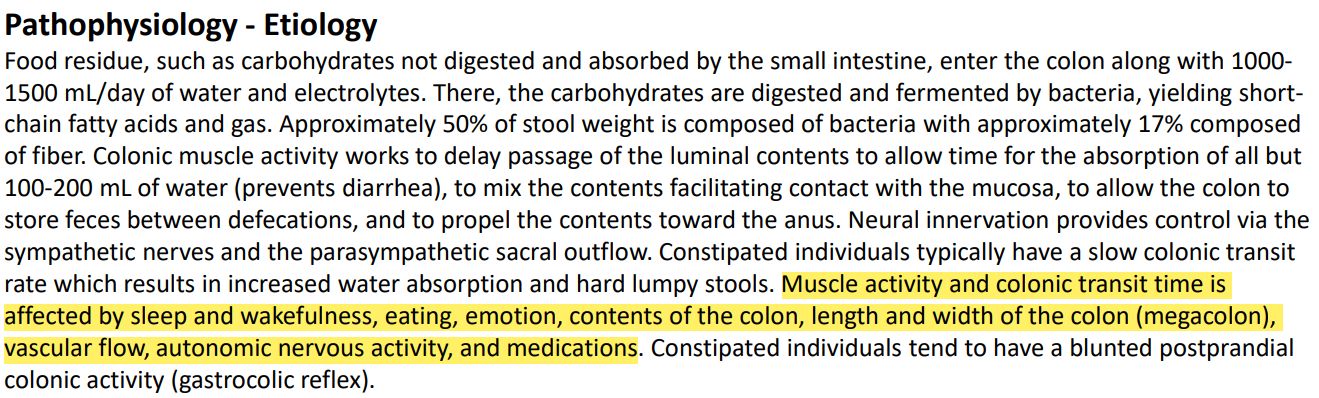 Pathophysiology - Etiology
Food residue, such as carbohydrates not digested and absorbed by the small intestine, enter the colon along with 1000-
1500 mL/day of water and electrolytes. There, the carbohydrates are digested and fermented by bacteria, yielding short-
chain fatty acids and gas. Approximately 50% of stool weight is composed of bacteria with approximately 17% composed
of fiber. Colonic muscle activity works to delay passage of the luminal contents to allow time for the absorption of all but
100-200 mL of water (prevents diarrhea), to mix the contents facilitating contact with the mucosa, to allow the colon to
store feces between defecations, and to propel the contents toward the anus. Neural innervation provides control via the
sympathetic nerves and the parasympathetic sacral outflow. Constipated individuals typically have a slow colonic transit
rate which results in increased water absorption and hard lumpy stools. Muscle activity and colonic transit time is
affected by sleep and wakefulness, eating, emotion, contents of the colon, length and width of the colon (megacolon),
vascular flow, autonomic nervous activity, and medications. Constipated individuals tend to have a blunted postprandial
colonic activity (gastrocolic reflex).